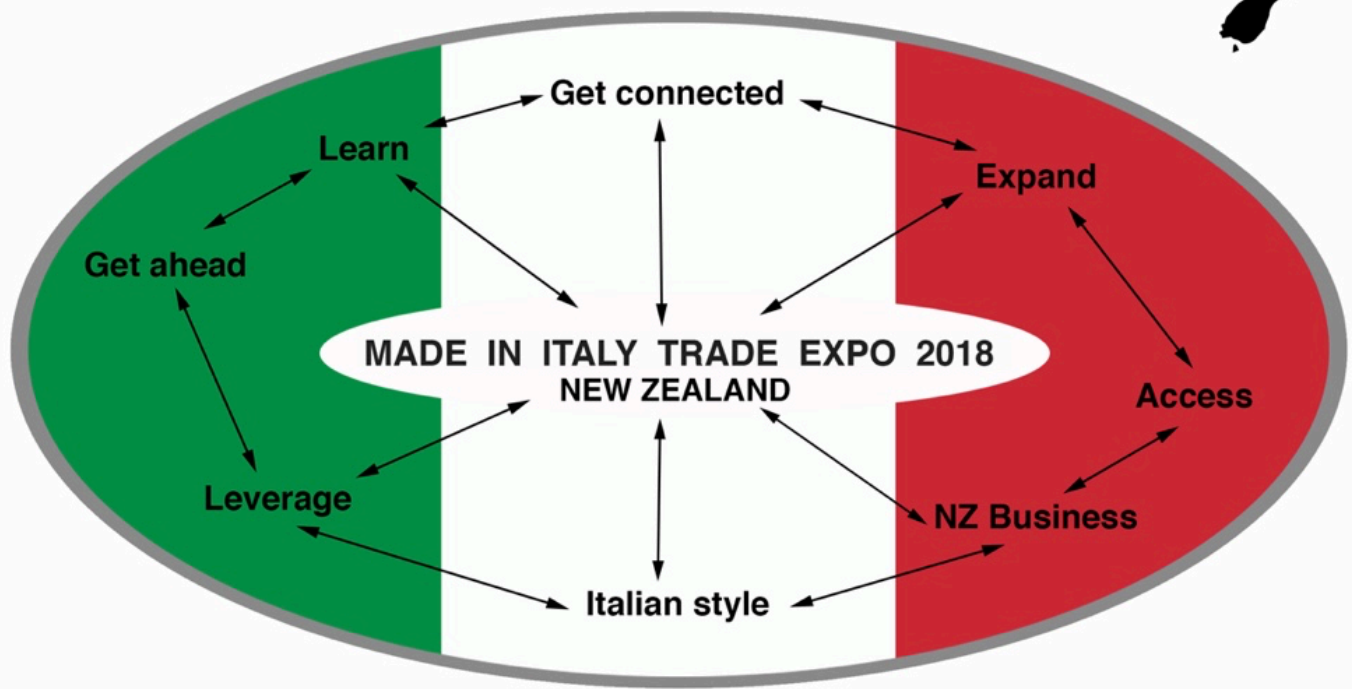 Get connected
Learn
Expand
Get ahead
MADE IN ITALY TRADE EXPO 2018
NEW ZEALAND
Access
Leverage
NZ Business
Italian style